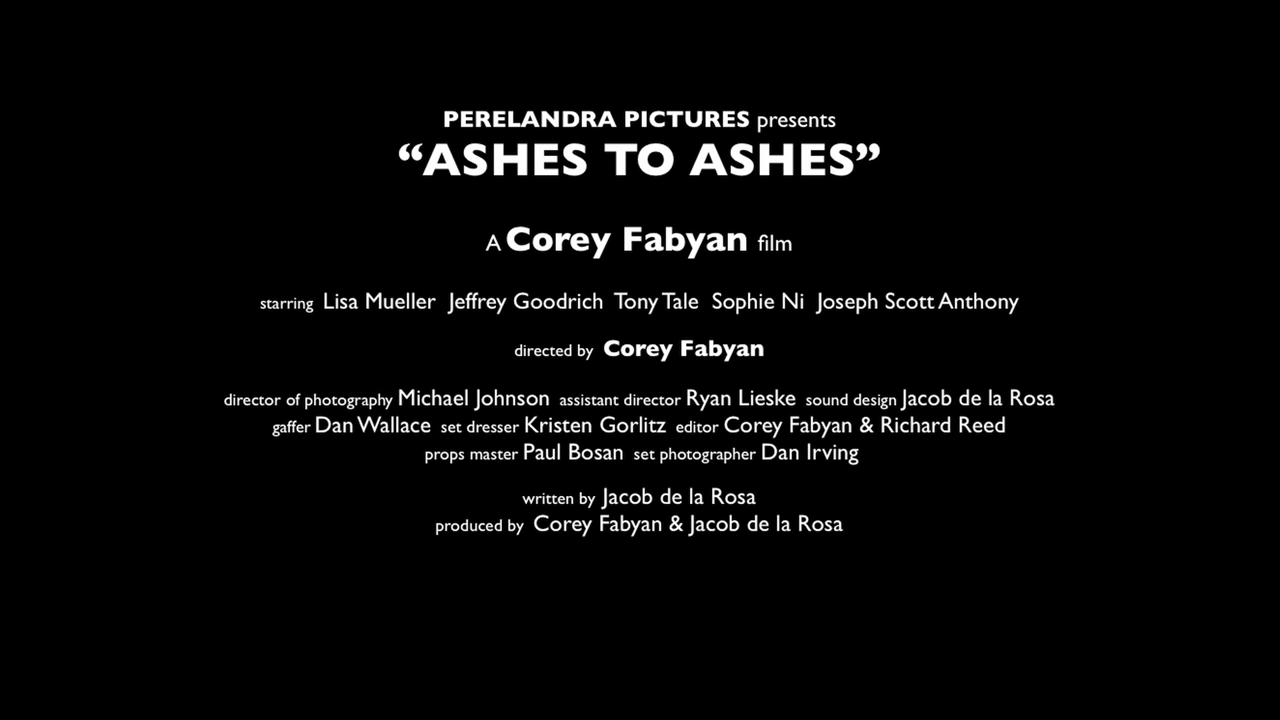 PERELANDRA PICTURES presents
“ASHES TO ASHES”
A Corey Fabyan film
starring Lisa Mueller Jeffrey Goodrich Tony Tale Sophie Ni Joseph Scott Anthony
directed by Corey Fabyan
director of photography Michael Johnson assistant director Ryan Lieske sound design Jacob de la Rosa
gaffer Dan Wallace set dresser Kristen Gorlitz editor Corey Fabyan & Richard Reed
props master Paul Bosan set photographer Dan Irving
written by Jacob de la Rosa
produced by Corey Fabyan & Jacob de la Rosa